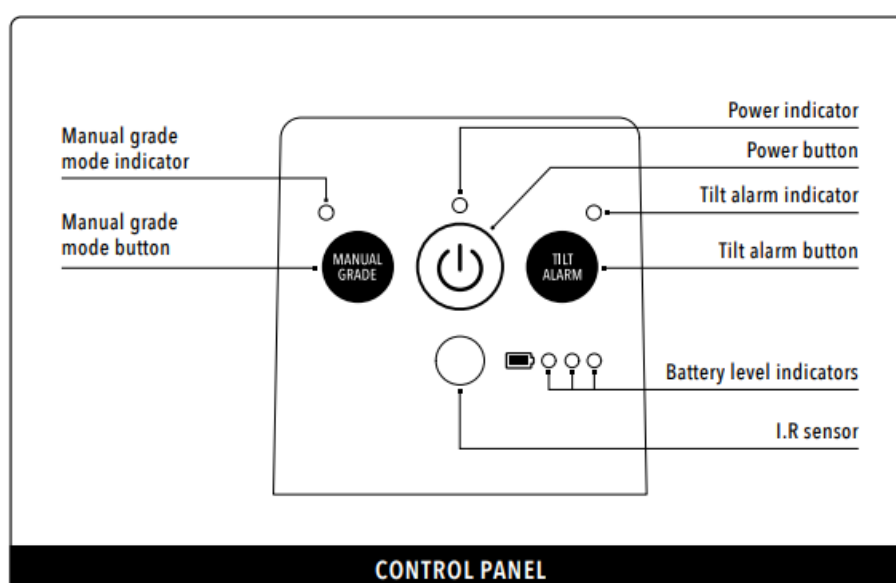 Manual grade
mode indicator
Manual grade
mode button
Power indicator
Power button
Tilt alarm indicator
Tilt alarm button
MANUAL
GRADE
TILT
ALARM
Battery level indicators
I.R sensor
CONTROL PANEL